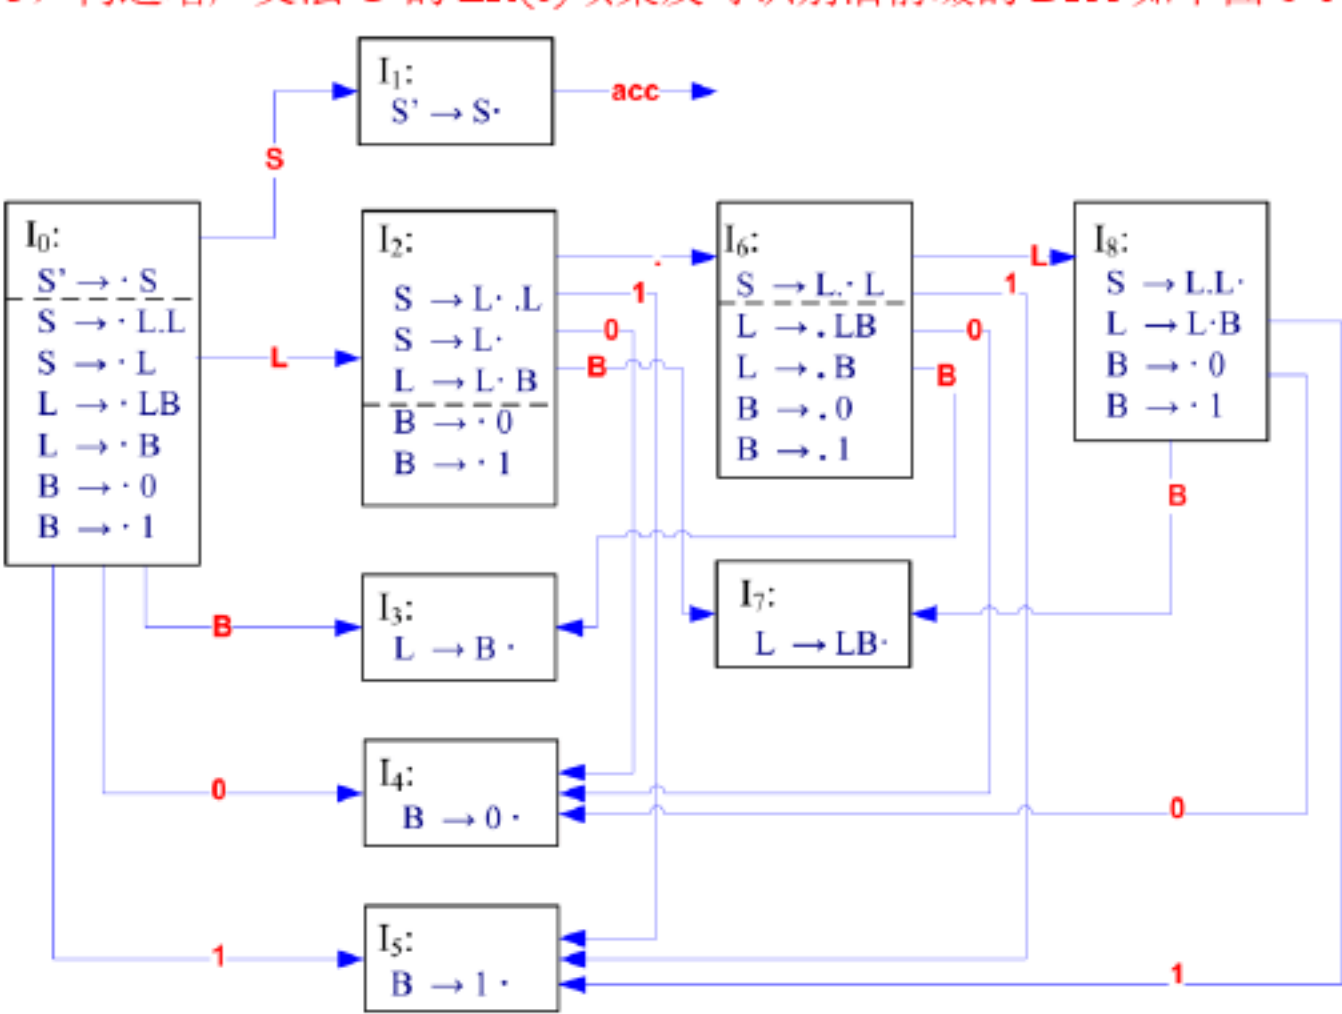 I0:
S' → · S
S → · L.L
S → · L
L → · LB
L → · B
B → · 0
B → · 1
S
L
B
0
1
I1:
S' → S·
acc
I2:
S → L· .L
S → L·
L → L· B
B → · 0
B → · 1
.
1
0
B
I3:
L → B ·
I4:
B → 0 ·
I5:
B → 1 ·
I6:
S → L.· L
L → . LB
L → . B
B → . 0
B → . 1
L
1
0
B
I7:
L → LB·
I8:
S → L.L·
L → L·B
B → · 0
B → · 1
B
0
1